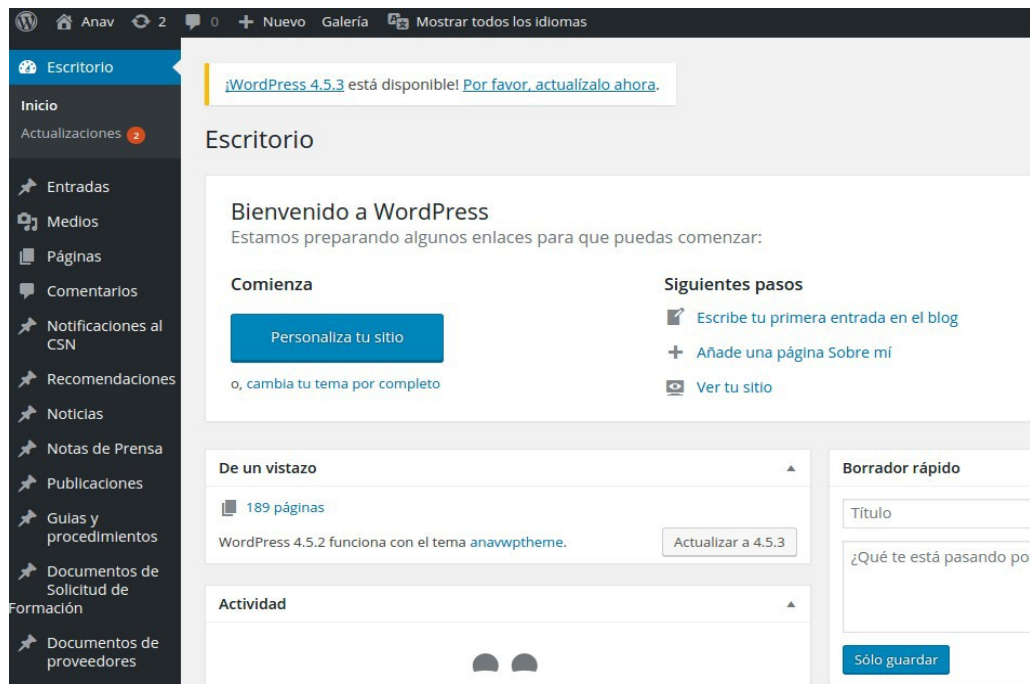 Anav 2 0 Nuevo Galería Mostrar todos los idiomas
Escritorio
Inicio
Actualizaciones 2
Entradas
Medios
Páginas
Comentarios
Notificaciones al
CSN
Recomendaciones
Noticias
Notas de Prensa
Publicaciones
Guias y
procedimientos
Documentos de
Solicitud de
Formación
Documentos de
proveedores
¡WordPress 4.5.3 está disponible! Por favor, actualízalo ahora.
Escritorio
Bienvenido a WordPress
Estamos preparando algunos enlaces para que puedas comenzar:
Comienza
Personaliza tu sitio
o, cambia tu tema por completo
Siguientes pasos
Escribe tu primera entrada en el blog
Añade una página Sobre mí
Ver tu sitio
De un vistazo
189 páginas
WordPress 4.5.2 funciona con el tema anavwptheme.
Actualizar a 4.5.3
Actividad
Borrador rápido
Título
¿Qué te está pasando po
Sólo guardar